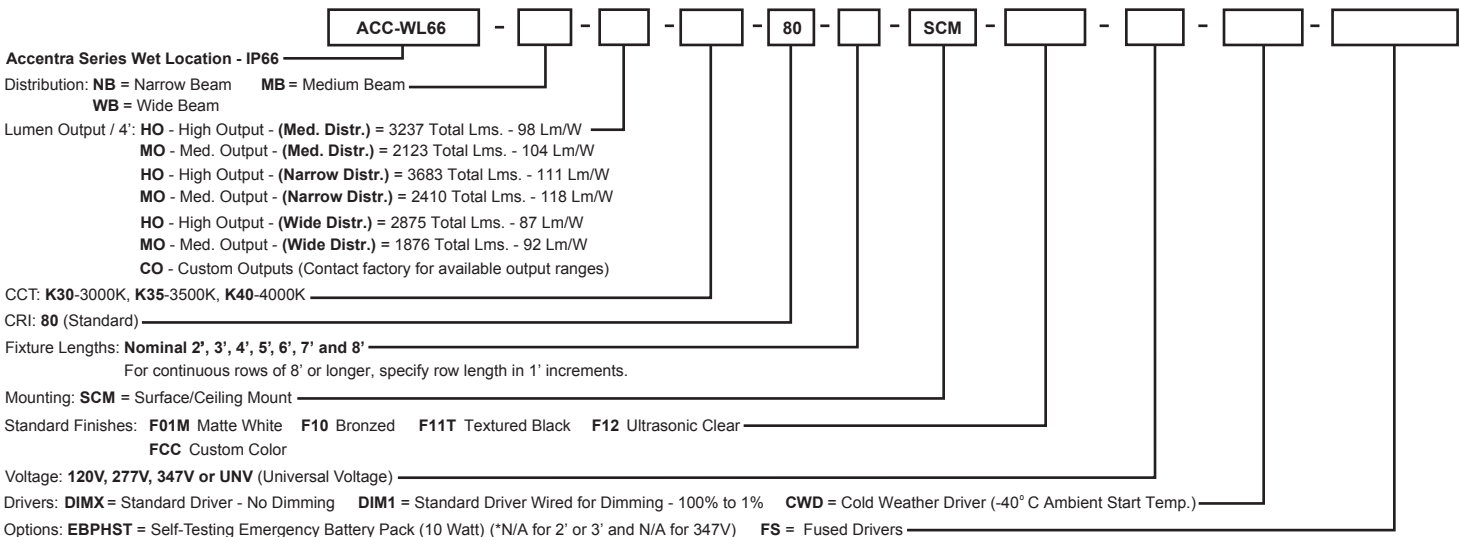 ACC-WL66 - - - - 80 - - SCM - - - -
Accentra Series Wet Location - IP66
Distribution: NB = Narrow Beam MB = Medium Beam
WB = Wide Beam
Lumen Output / 4': HO - High Output - (Med. Distr.) = 3237 Total Lms. - 98 Lm/W
MO - Med. Output - (Med. Distr.) = 2123 Total Lms. - 104 Lm/W
HO - High Output - (Narrow Distr.) = 3683 Total Lms. - 111 Lm/W
MO - Med. Output - (Narrow Distr.) = 2410 Total Lms. - 118 Lm/W
HO - High Output - (Wide Distr.) = 2875 Total Lms. - 87 Lm/W
MO - Med. Output - (Wide Distr.) = 1876 Total Lms. - 92 Lm/W
CO - Custom Outputs (Contact factory for available output ranges)
CCT: K30-3000K, K35-3500K, K40-4000K
CRI: 80 (Standard)
Fixture Lengths: Nominal 2', 3', 4', 5', 6', 7' and 8'
For continuous rows of 8' or longer, specify row length in 1' increments.
Mounting: SCM = Surface/Ceiling Mount
Standard Finishes: F01M Matte White F10 Bronzed F11T Textured Black F12 Ultrasonic Clear
FCC Custom Color
Voltage: 120V, 277V, 347V or UNV (Universal Voltage)
Drivers: DIMX = Standard Driver - No Dimming DIM1 = Standard Driver Wired for Dimming - 100% to 1% CWD = Cold Weather Driver (-40° C Ambient Start Temp.)
Options: EBPHST = Self-Testing Emergency Battery Pack (10 Watt) (*N/A for 2' or 3' and N/A for 347V) FS = Fused Drivers